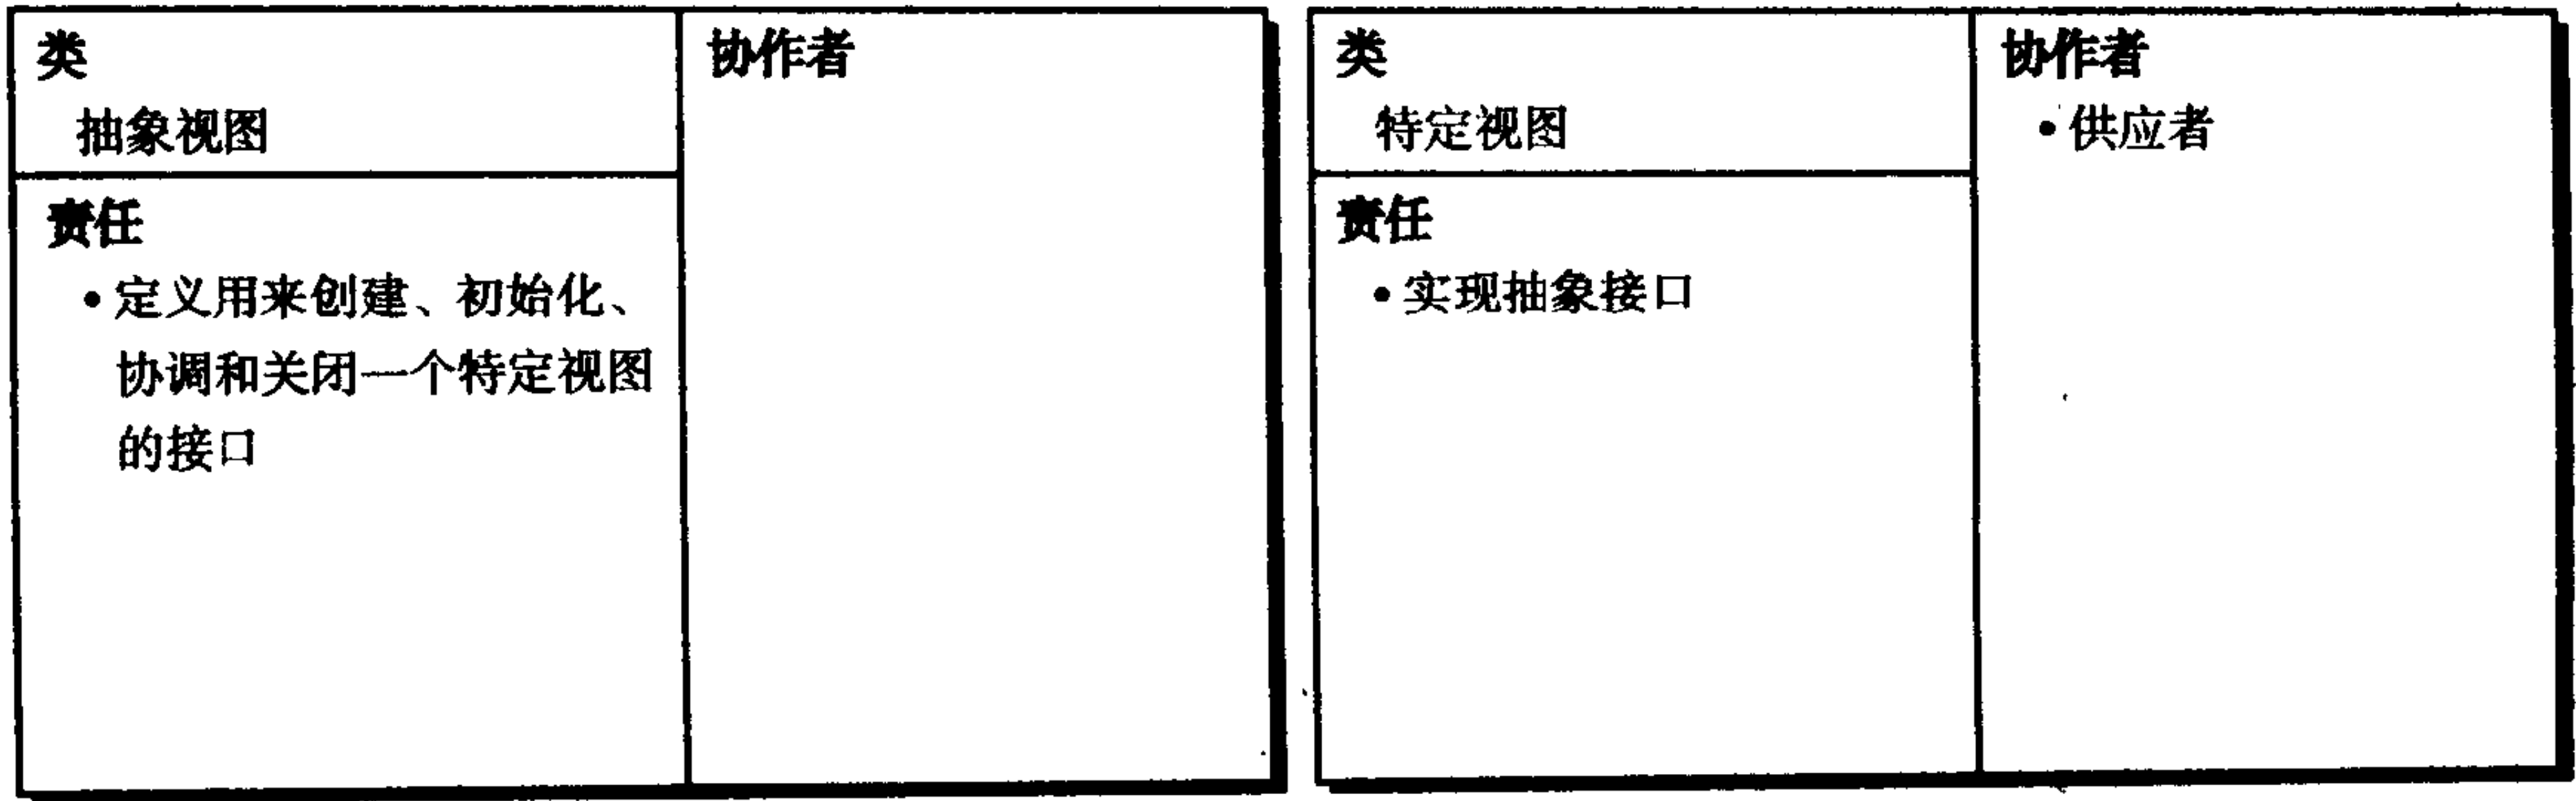 类
抽象视图
协作者
责任
• 定义用来创建、初始化、
协调和关闭一个特定视图
的接口
类
特定视图
协作者
• 供应者
责任
• 实现抽象接口